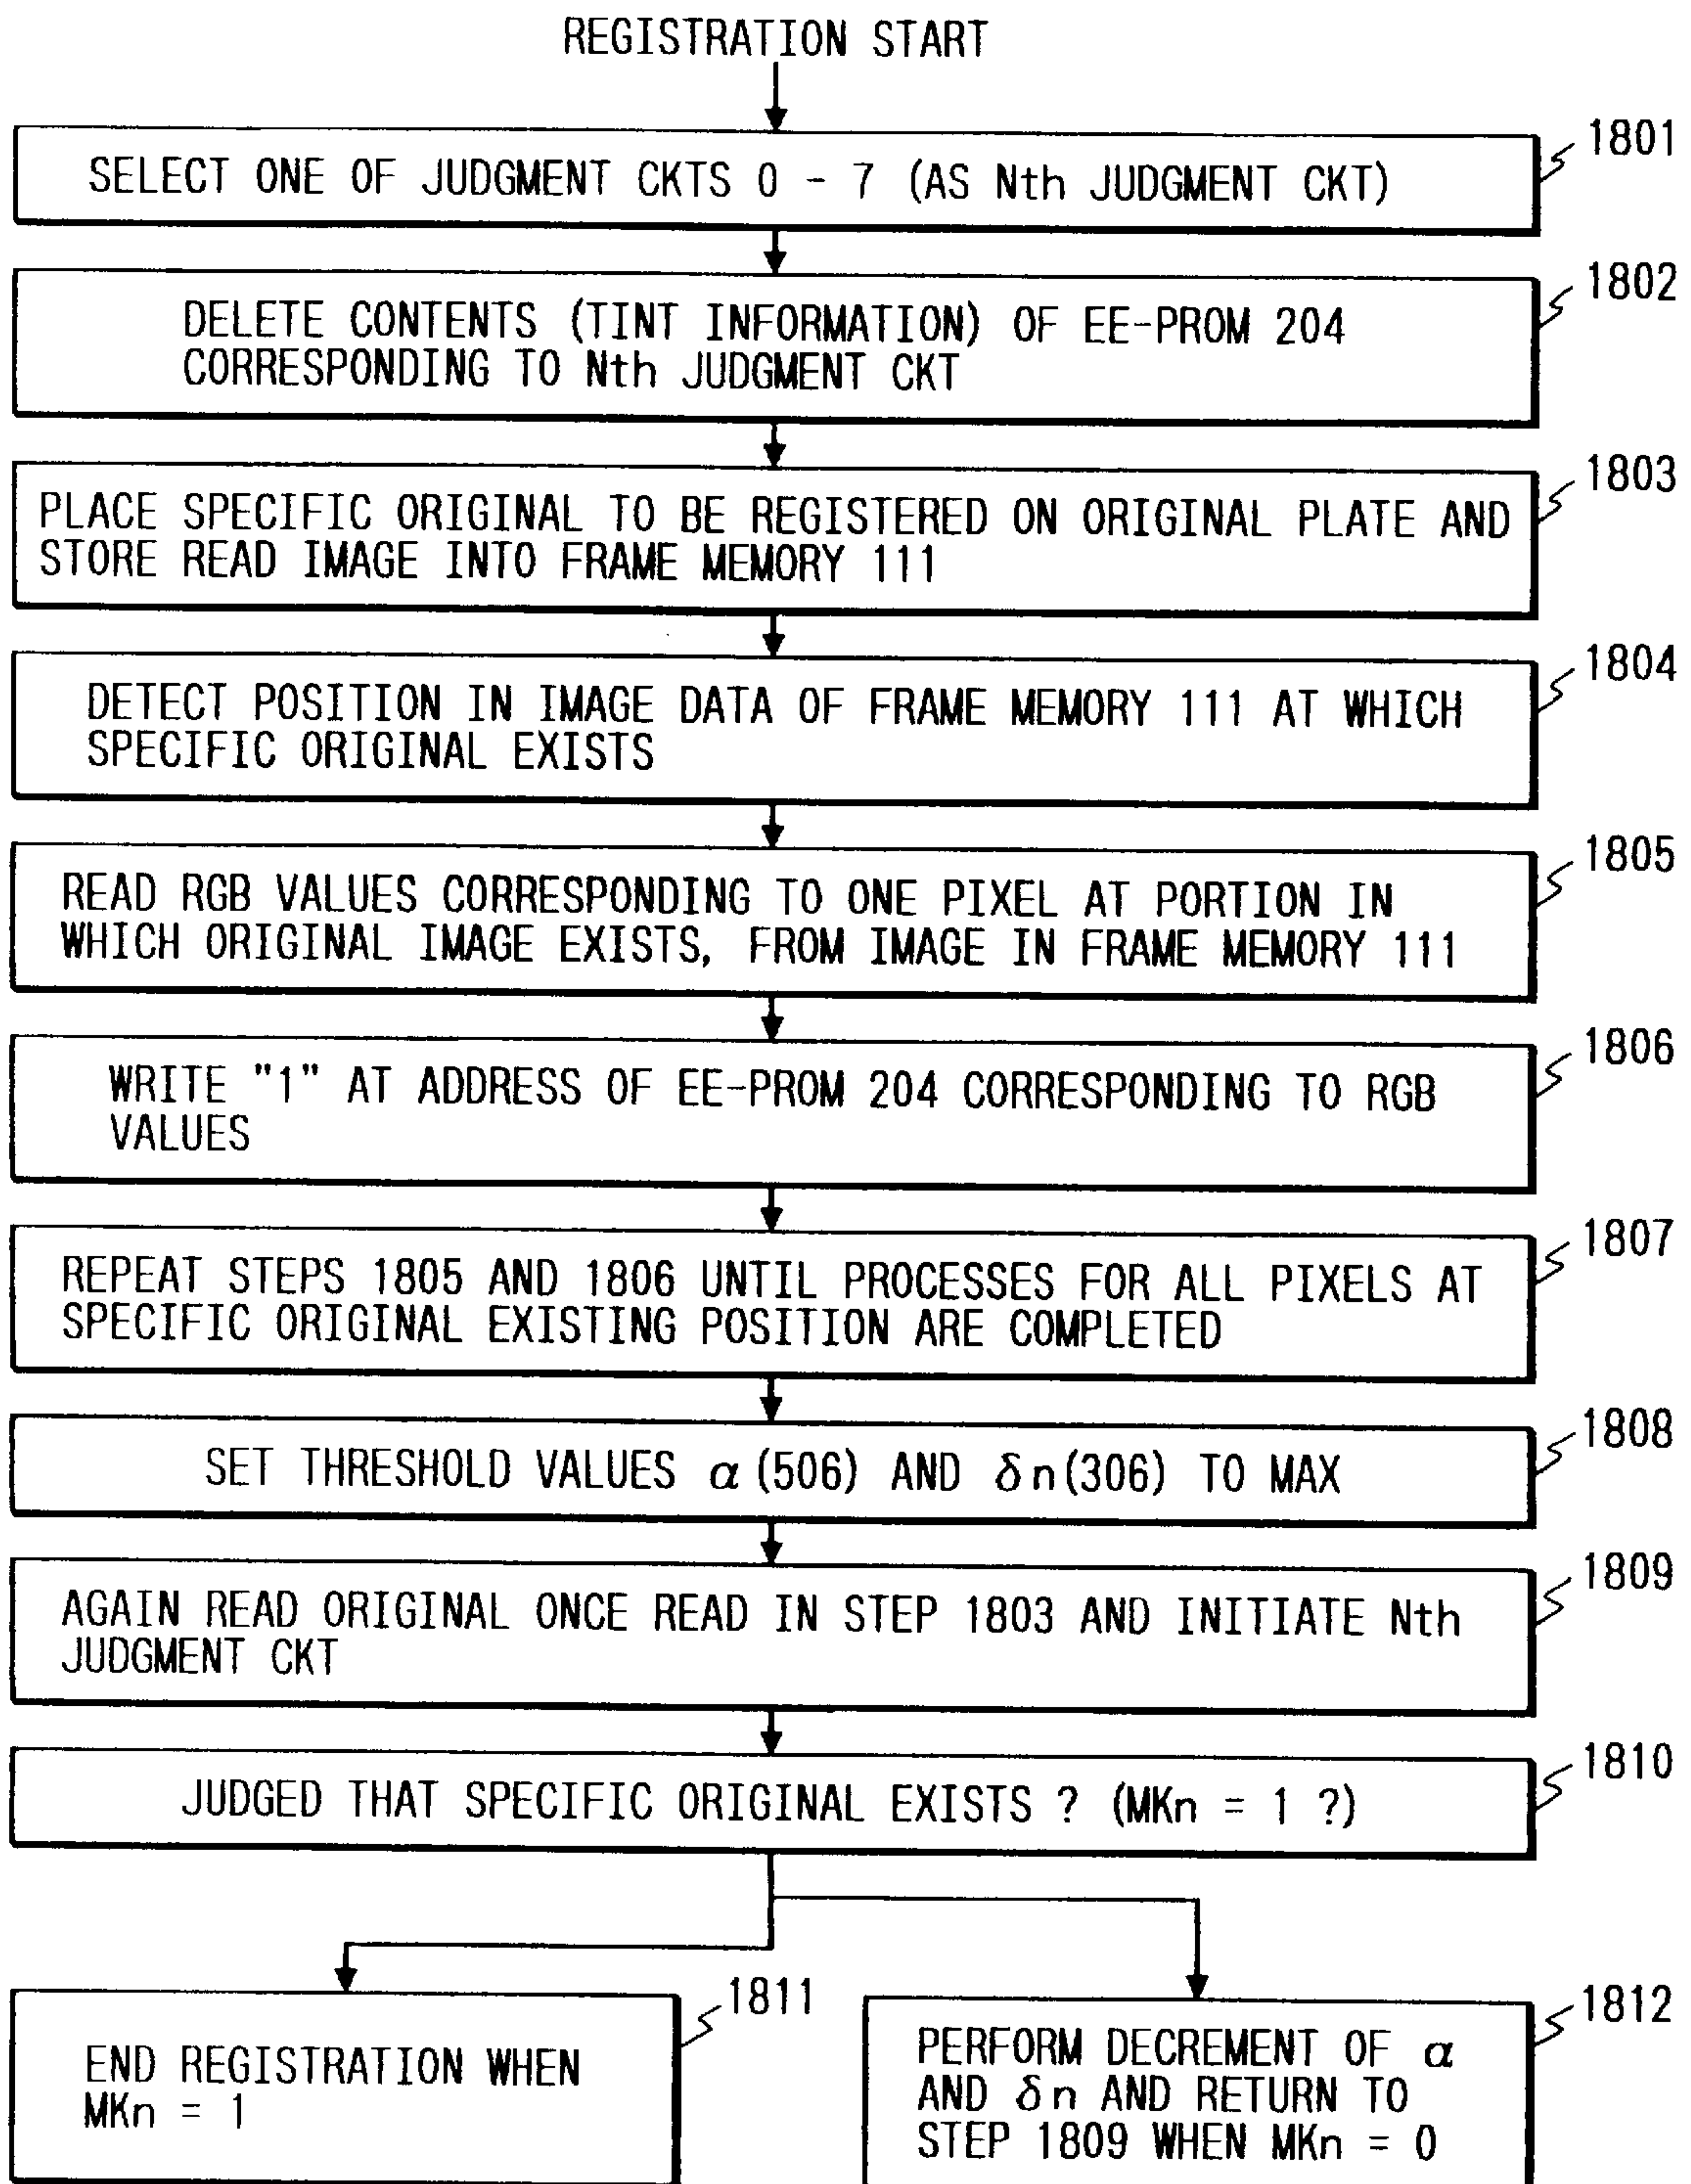 REGISTRATION START
1801
SELECT ONE OF JUDGMENT CKTS 0 - 7 (AS Nth JUDGMENT CKT)
1802
DELETE CONTENTS (TINT INFORMATION) OF EE-PROM 204
CORRESPONDING TO Nth JUDGMENT CKT
1803
PLACE SPECIFIC ORIGINAL TO BE REGISTERED ON ORIGINAL PLATE AND
STORE READ IMAGE INTO FRAME MEMORY 111
1804
DETECT POSITION IN IMAGE DATA OF FRAME MEMORY 111 AT WHICH
SPECIFIC ORIGINAL EXISTS
1805
READ RGB VALUES CORRESPONDING TO ONE PIXEL AT PORTION IN
WHICH ORIGINAL IMAGE EXISTS, FROM IMAGE IN FRAME MEMORY 111
1806
WRITE "1" AT ADDRESS OF EE-PROM 204 CORRESPONDING TO RGB
VALUES
1807
REPEAT STEPS 1805 AND 1806 UNTIL PROCESSES FOR ALL PIXELS AT
SPECIFIC ORIGINAL EXISTING POSITION ARE COMPLETED
1808
SET THRESHOLD VALUES α(506) AND δn(306) TO MAX
1809
AGAIN READ ORIGINAL ONCE READ IN STEP 1803 AND INITIATE Nth
JUDGMENT CKT
1810
JUDGED THAT SPECIFIC ORIGINAL EXISTS ? (MKn = 1 ?)
1811
END REGISTRATION WHEN
MKn = 1
1812
PERFORM DECREMENT OF α
AND δn AND RETURN TO
STEP 1809 WHEN MKn = 0